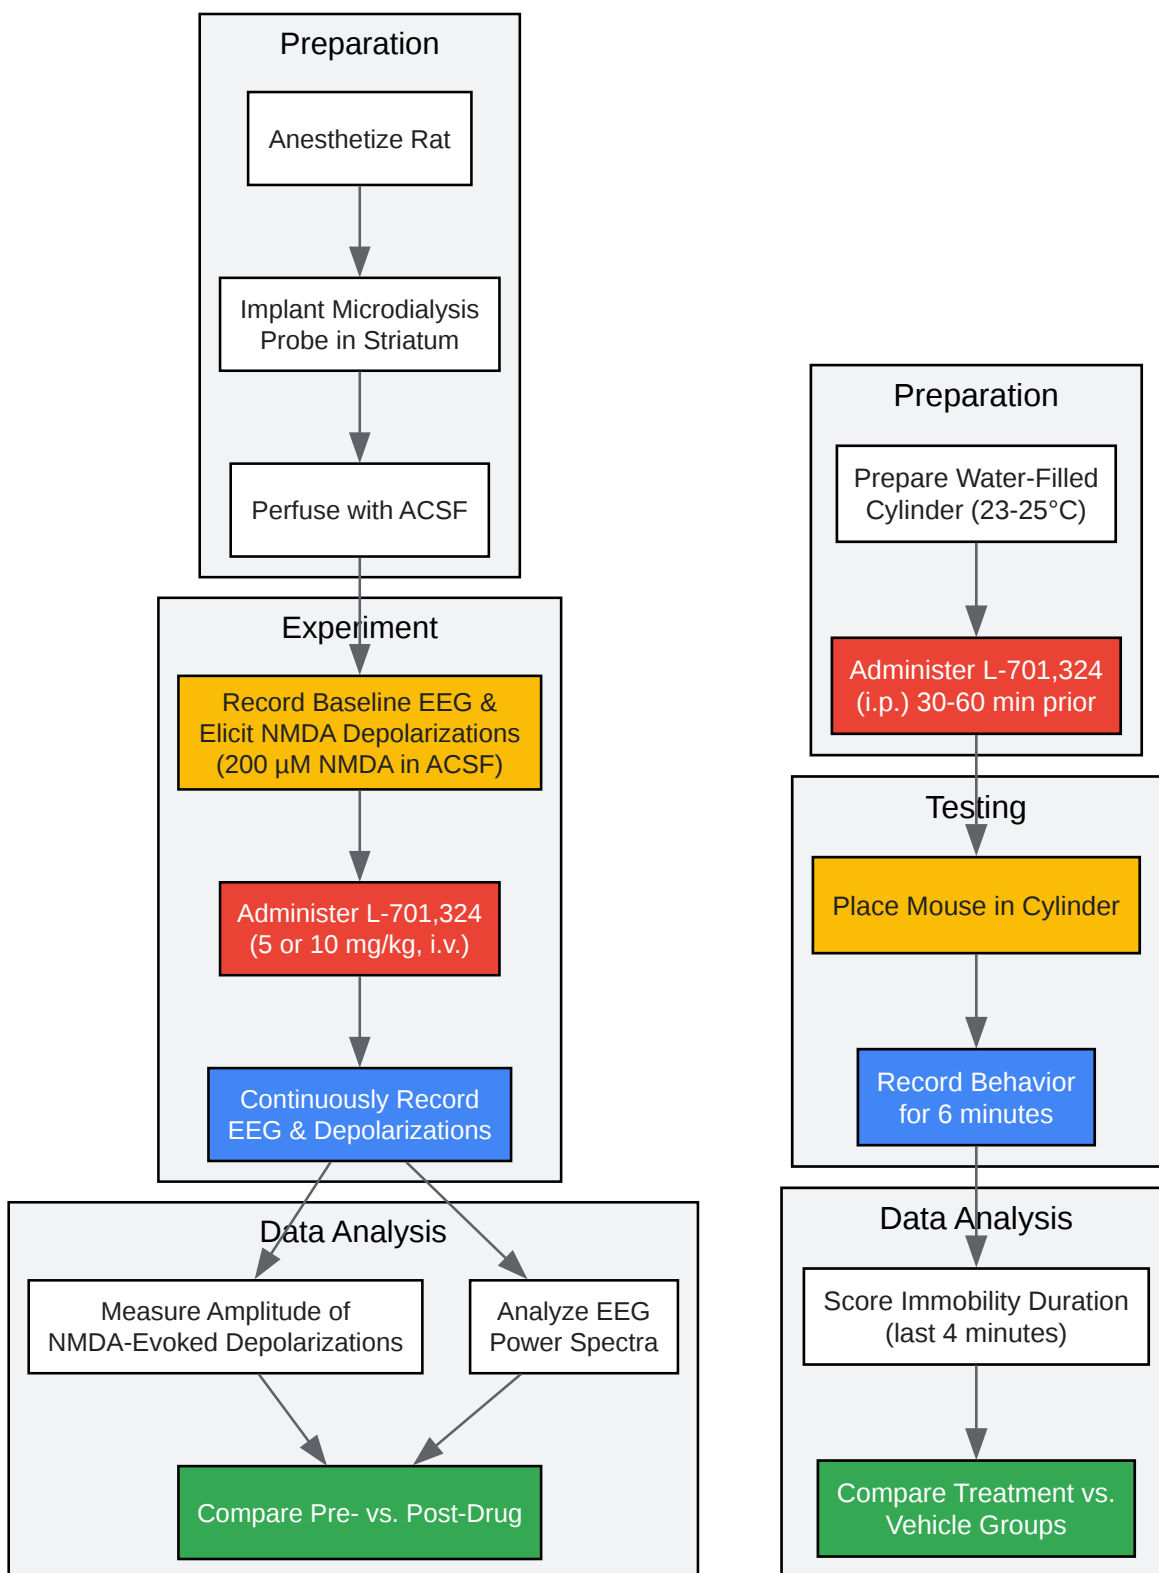 Preparation
Anesthetize Rat
Implant Microdialysis
Probe in Striatum
Perfuse with ACSF
Experiment
Record Baseline EEG &
Elicit NMDA Depolarizations
(200 µM NMDA in ACSF)
Administer L-701,324
(5 or 10 mg/kg, i.v.)
Continuously Record
EEG & Depolarizations
Data Analysis
Measure Amplitude of
NMDA-Evoked Depolarizations
Analyze EEG
Power Spectra
Compare Pre- vs. Post-Drug
Preparation
Prepare Water-Filled
Cylinder (23-25°C)
Administer L-701,324
(i.p.) 30-60 min prior
Testing
Place Mouse in Cylinder
Record Behavior
for 6 minutes
Data Analysis
Score Immobility Duration
(last 4 minutes)
Compare Treatment vs.
Vehicle Groups